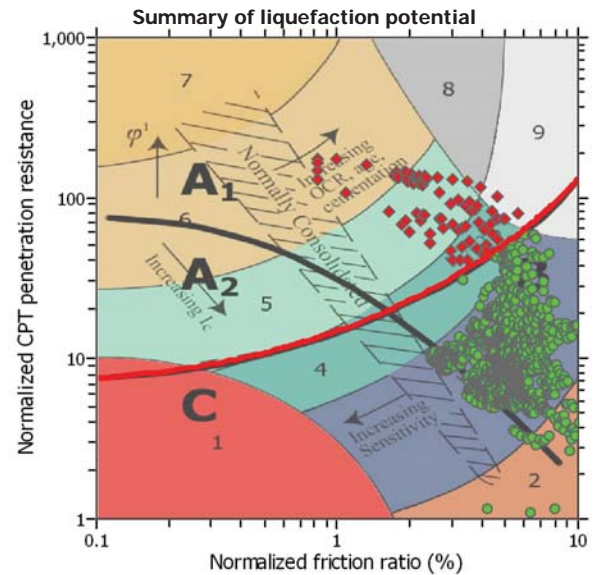 Summary of liquefaction potential
1,000
7
8
9
φ'
Increasing
OCR, age,
cementation
A1
100
6
Normally Consolidated
A2
Increasing Ic
5
10
4
C
1
Increasing
Sensitivity
2
1
0.1
1
10
Normalized CPT penetration resistance
Normalized friction ratio (%)